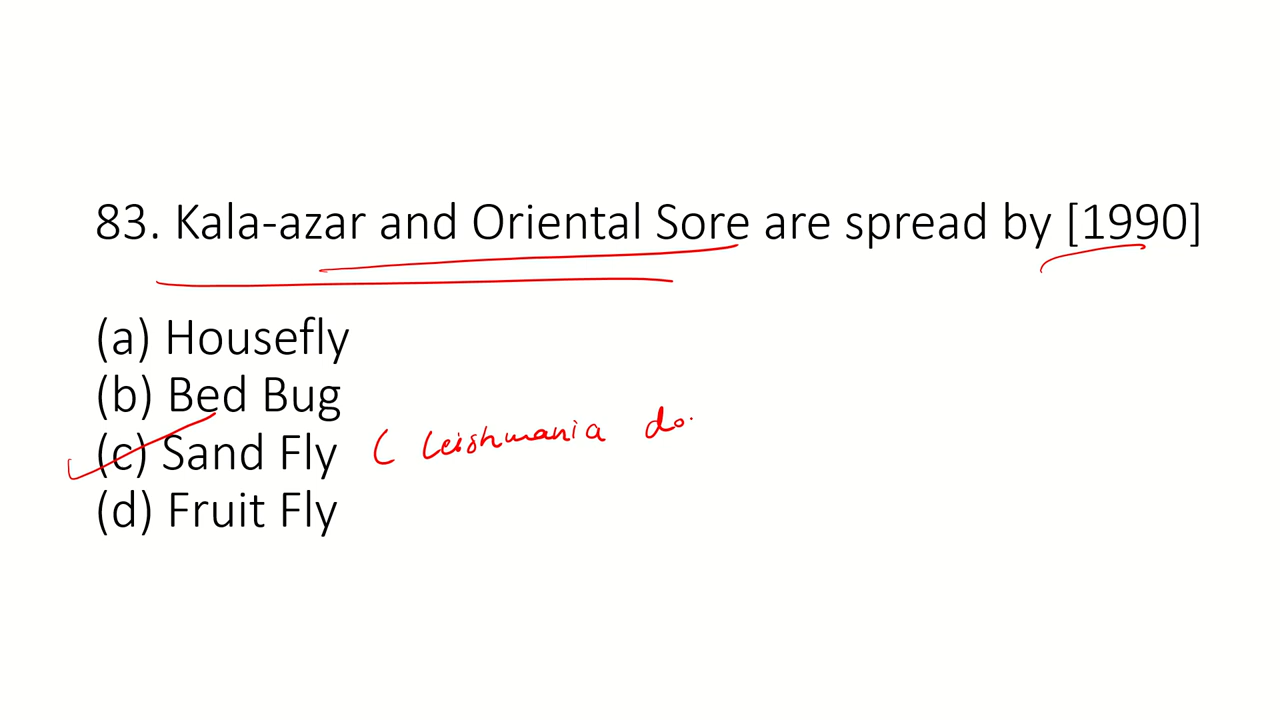 83. Kala-azar and Oriental Sore are spread by [1990]
(a) Housefly
(b) Bed Bug
(c) Sand Fly ( Leishmania do
(d) Fruit Fly